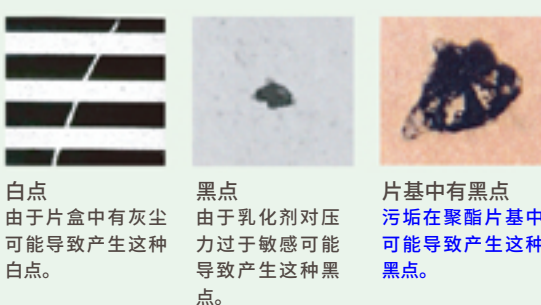 白点
由于片盒中有灰尘
可能导致产生这种
白点。
黑点
由于乳化剂对压
力过于敏感可能
导致产生这种黑
点。
片基中有黑点
污垢在聚酯片基中
可能导致产生这种
黑点。